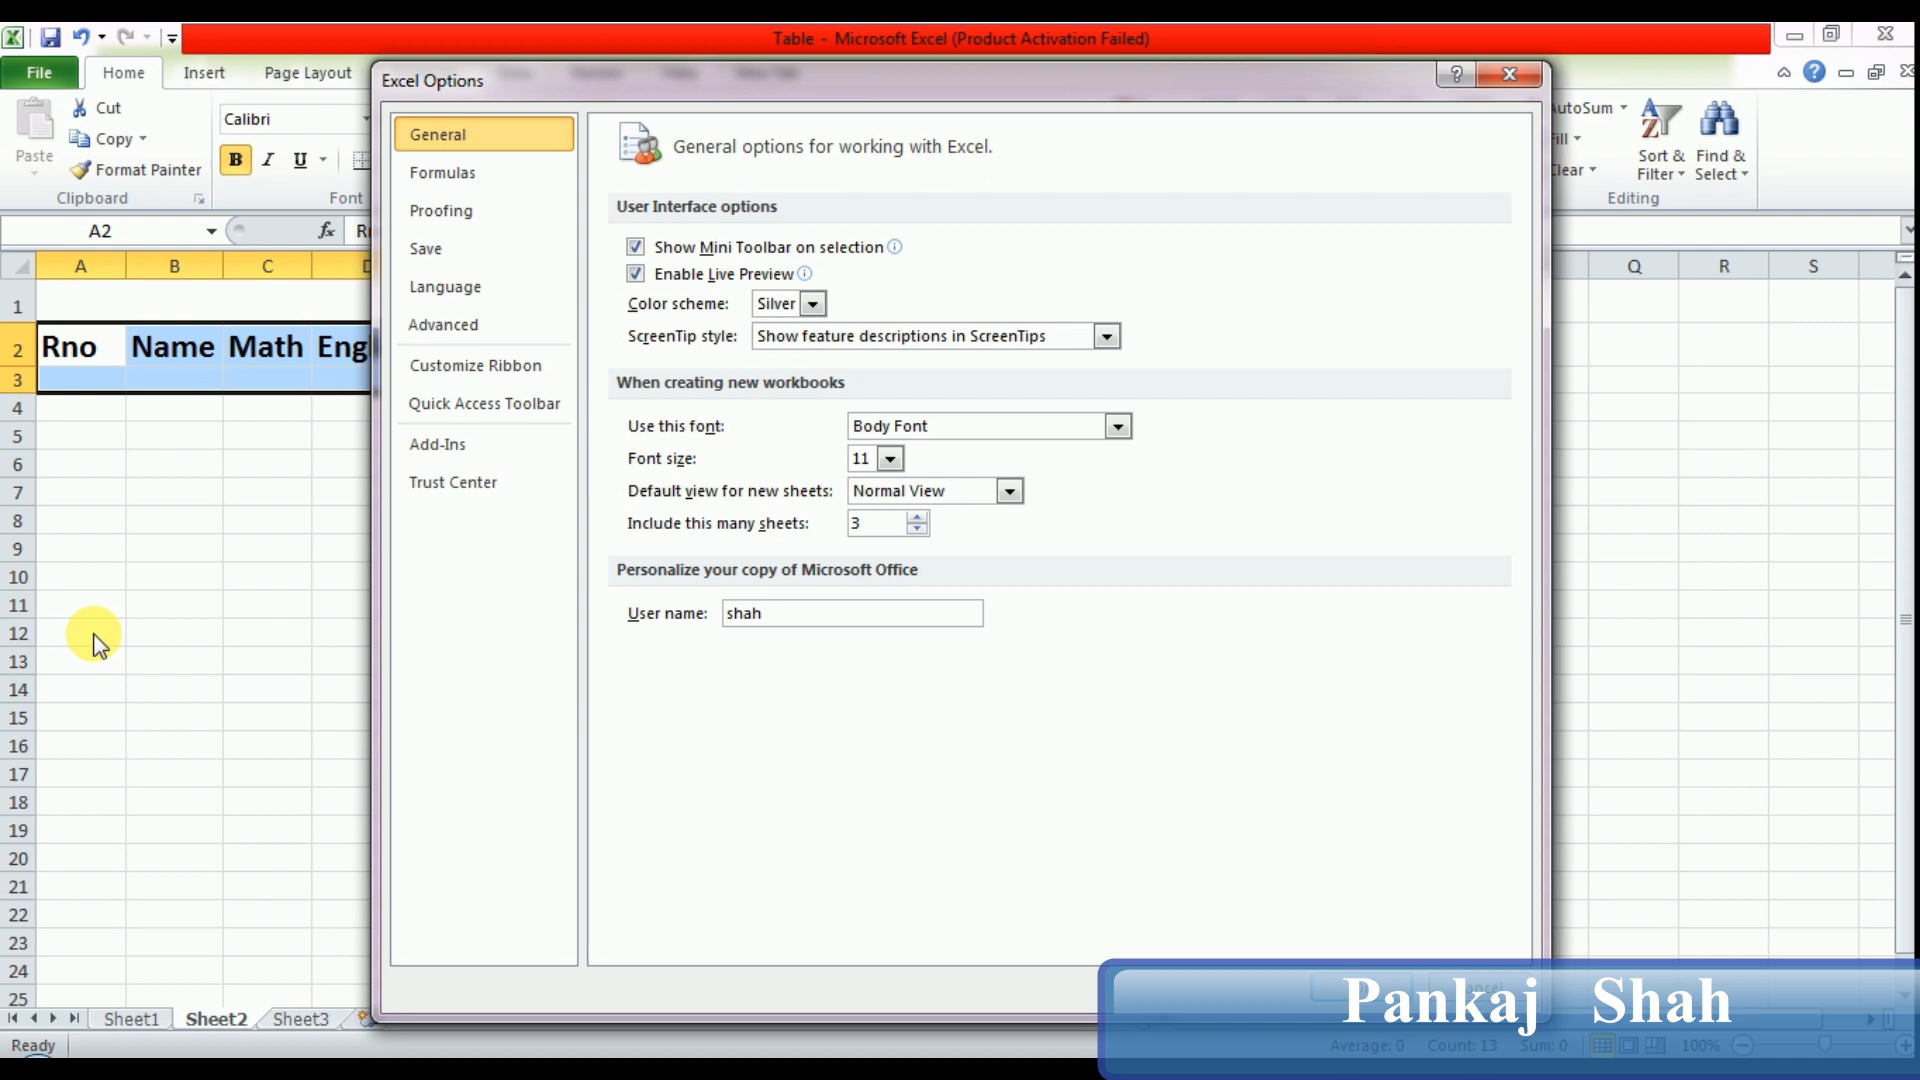 Table - Microsoft Excel (Product Activation Failed)
File Home Insert Page Layout
Cut
Copy
Paste
Format Painter
Clipboard
Calibri
B I U
Font
AutoSum
Fill
Clear
Sort & Filter
Find & Select
Editing
A2 fx
A B C D Q R S
1
2 Rno Name Math Eng
3
4
5
6
7
8
9
10
11
12
13
14
15
16
17
18
19
20
21
22
23
24
25
Sheet1 Sheet2 Sheet3
Ready
Average: 0 Count: 13 Sum: 0 100%
Excel Options
General
Formulas
Proofing
Save
Language
Advanced
Customize Ribbon
Quick Access Toolbar
Add-Ins
Trust Center
General options for working with Excel.
User Interface options
Show Mini Toolbar on selection
Enable Live Preview
Color scheme: Silver
ScreenTip style: Show feature descriptions in ScreenTips
When creating new workbooks
Use this font: Body Font
Font size: 11
Default view for new sheets: Normal View
Include this many sheets: 3
Personalize your copy of Microsoft Office
User name: shah
Pankaj Shah